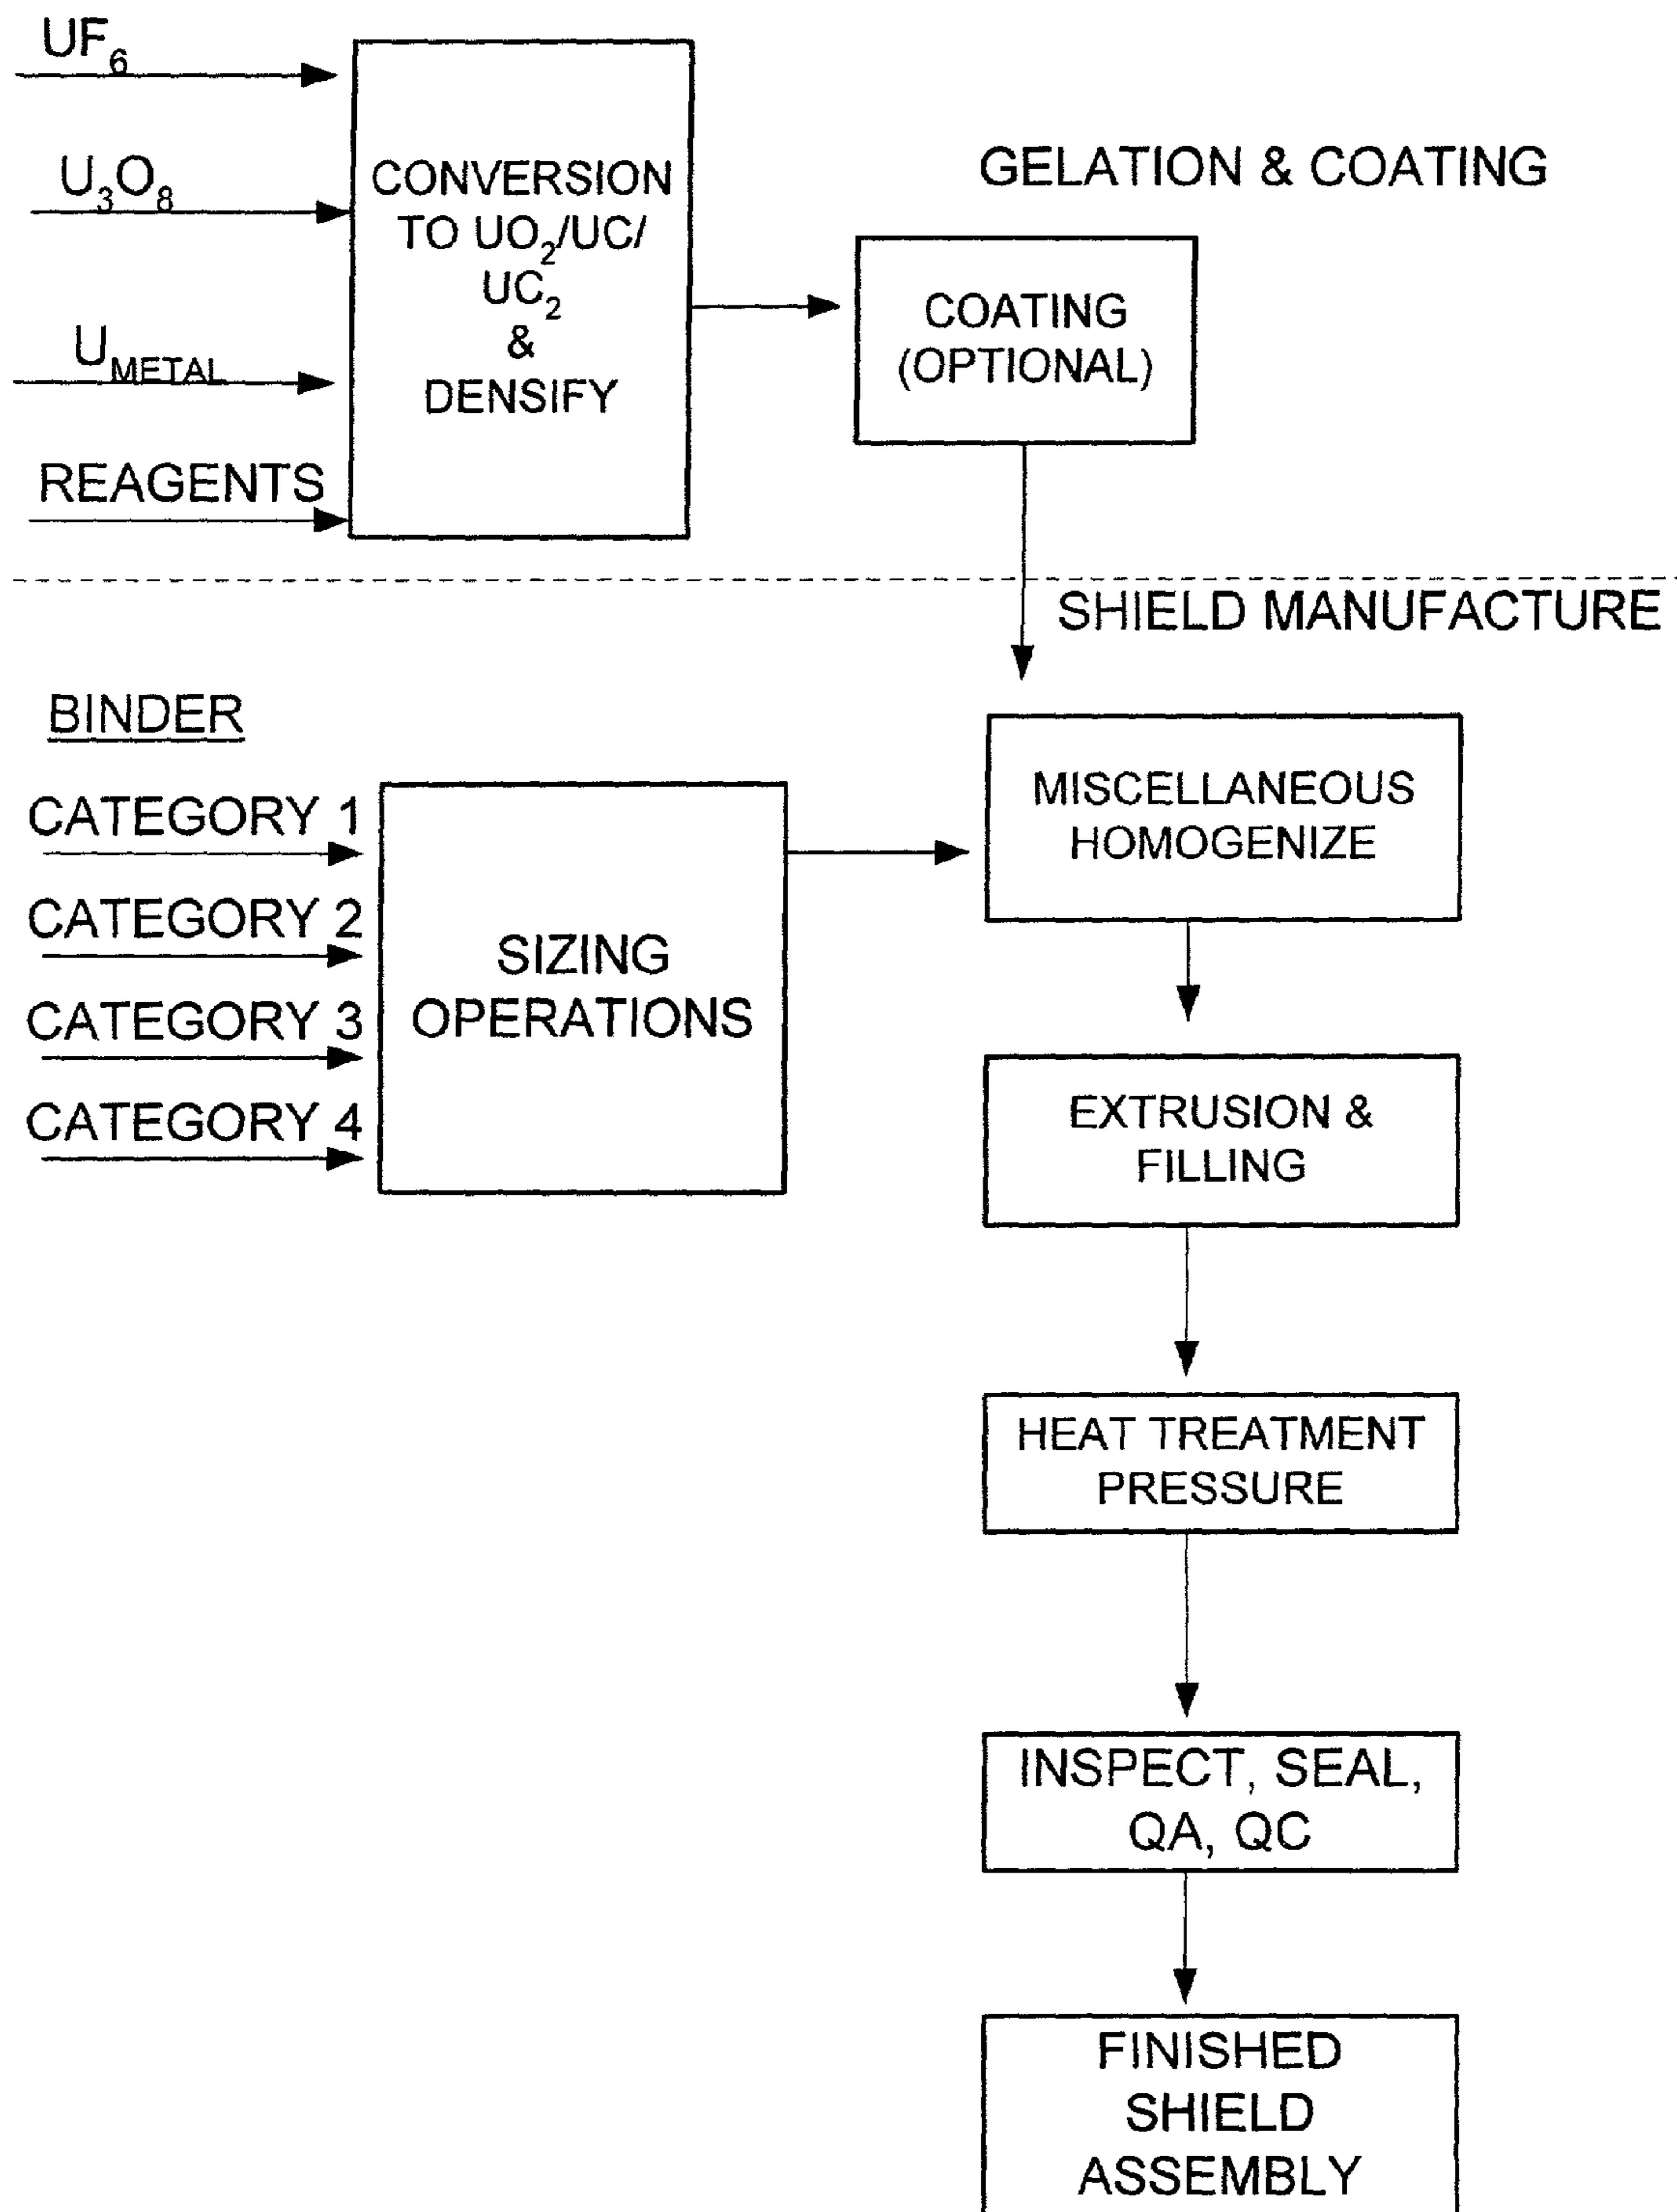 UF₆
U₃O₈
U_METAL
REAGENTS
CONVERSION
TO UO₂/UC/
UC₂
&
DENSIFY
GELATION & COATING
COATING
(OPTIONAL)
SHIELD MANUFACTURE
BINDER
CATEGORY 1
CATEGORY 2
CATEGORY 3
CATEGORY 4
SIZING
OPERATIONS
MISCELLANEOUS
HOMOGENIZE
EXTRUSION &
FILLING
HEAT TREATMENT
PRESSURE
INSPECT, SEAL,
QA, QC
FINISHED
SHIELD
ASSEMBLY